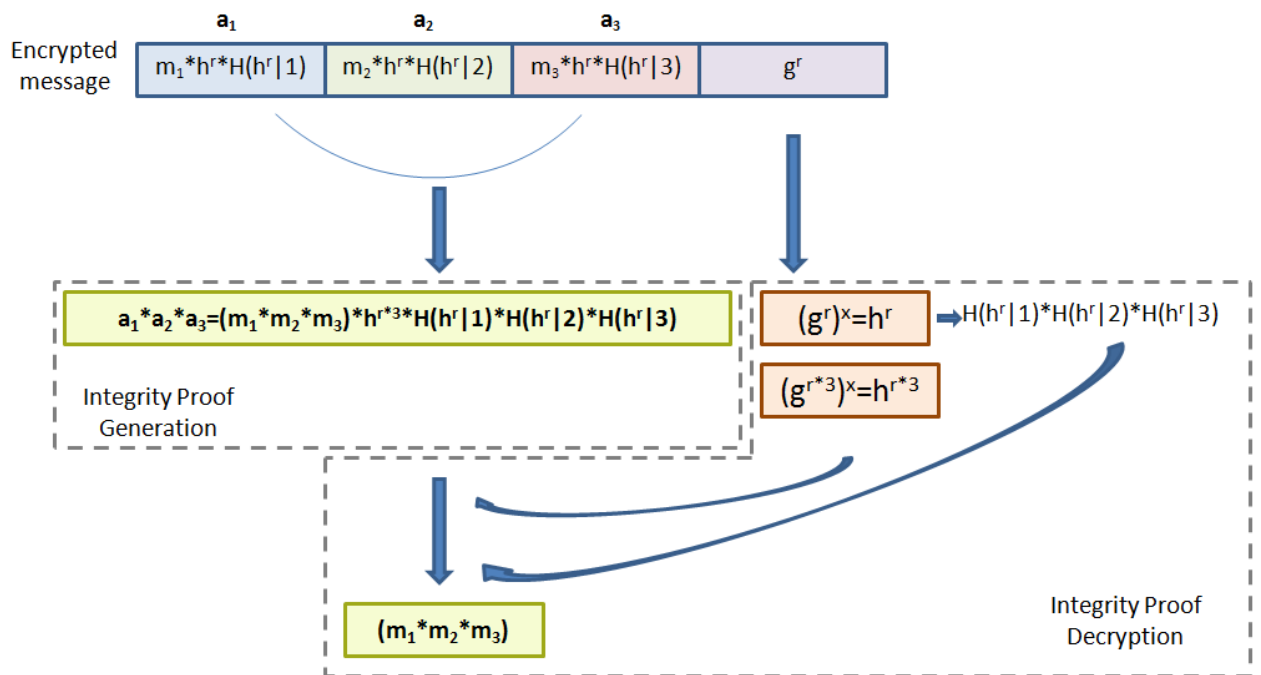 a₁ a₂ a₃
Encrypted
message
m₁*hʳ*H(hʳ|1) m₂*hʳ*H(hʳ|2) m₃*hʳ*H(hʳ|3) gʳ
a₁*a₂*a₃=(m₁*m₂*m₃)*hʳ*³*H(hʳ|1)*H(hʳ|2)*H(hʳ|3)
(gʳ)ˣ=hʳ
H(hʳ|1)*H(hʳ|2)*H(hʳ|3)
(gʳ*³)ˣ=hʳ*³
Integrity Proof
Generation
(m₁*m₂*m₃)
Integrity Proof
Decryption